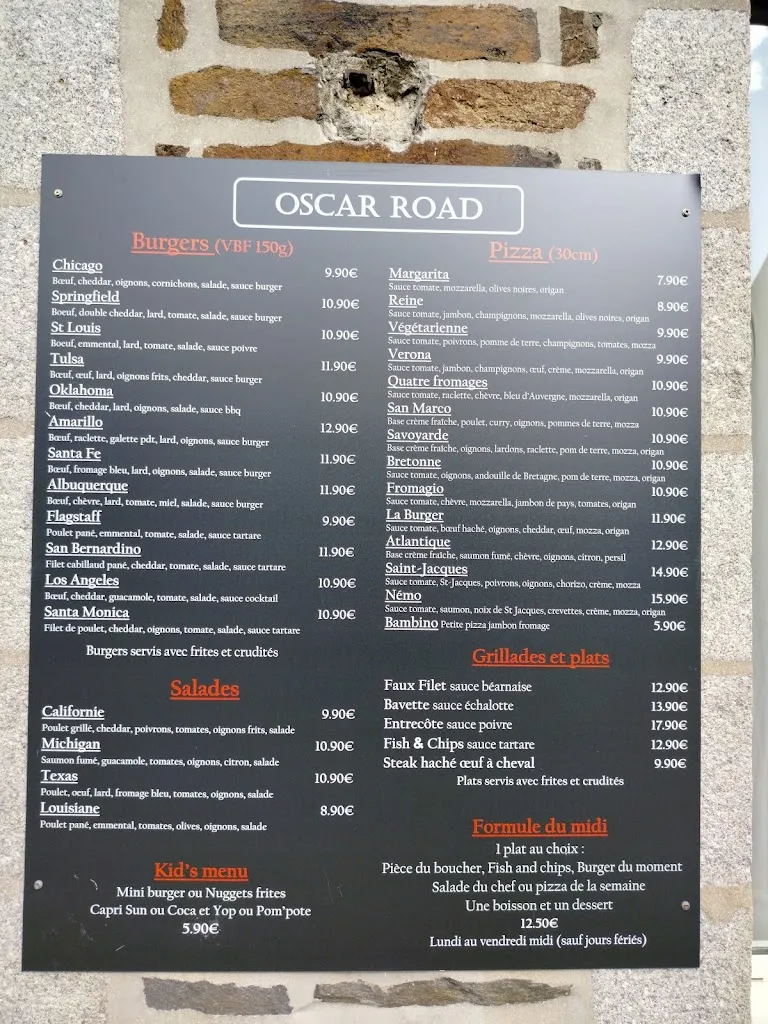 OSCAR ROAD
Burgers (VBF 150g)
Chicago 9.90€
Bœuf, cheddar, oignons, cornichons, salade, sauce burger
Springfield 10.90€
Boeuf, double cheddar, lard, tomate, salade, sauce burger
St Louis 10.90€
Boeuf, emmental, lard, tomate, salade, sauce poivre
Tulsa 11.90€
Bœuf, œuf, lard, oignons frits, cheddar, sauce burger
Oklahoma 10.90€
Bœuf, cheddar, lard, oignons, salade, sauce bbq
Amarillo 12.90€
Bœuf, raclette, galette pdt, lard, oignons, sauce burger
Santa Fe 11.90€
Bœuf, fromage bleu, lard, oignons, salade, sauce burger
Albuquerque 11.90€
Bœuf, chèvre, lard, tomate, miel, salade, sauce burger
Flagstaff 9.90€
Poulet pané, emmental, tomate, salade, sauce tartare
San Bernardino 11.90€
Filet cabillaud pané, cheddar, tomate, salade, sauce tartare
Los Angeles 10.90€
Bœuf, cheddar, guacamole, tomate, salade, sauce cocktail
Santa Monica 10.90€
Filet de poulet, cheddar, oignons, tomate, salade, sauce tartare
Burgers servis avec frites et crudités
Salades
Californie 9.90€
Poulet grillé, cheddar, poivrons, tomates, oignons frits, salade
Michigan 10.90€
Saumon fumé, guacamole, tomates, oignons, citron, salade
Texas 10.90€
Poulet, oeuf, lard, fromage bleu, tomates, oignons, salade
Louisiane 8.90€
Poulet pané, emmental, tomates, olives, oignons, salade
Kid's menu
Mini burger ou Nuggets frites
Capri Sun ou Coca et Yop ou Pom'pote
5.90€
Pizza (30cm)
Margarita 7.90€
Sauce tomate, mozzarella, olives noires, origan
Reine 8.90€
Sauce tomate, jambon, champignons, mozzarella, olives noires, origan
Végétarienne 9.90€
Sauce tomate, poivrons, pomme de terre, champignons, tomates, mozza
Verona 9.90€
Sauce tomate, jambon, champignons, œuf, crème, mozzarella, origan
Quatre fromages 10.90€
Sauce tomate, raclette, chèvre, bleu d'Auvergne, mozzarella, origan
San Marco 10.90€
Base crème fraîche, poulet, curry, oignons, pommes de terre, mozza
Savoyarde 10.90€
Base crème fraîche, oignons, lardons, raclette, pom de terre, mozza, origan
Bretonne 10.90€
Sauce tomate, oignons, andouille de Bretagne, pom de terre, mozza, origan
Fromagio 10.90€
Sauce tomate, chèvre, mozzarella, jambon de pays, tomates, origan
La Burger 11.90€
Sauce tomate, bœuf haché, oignons, cheddar, œuf, mozza, origan
Atlantique 12.90€
Base crème fraîche, saumon fumé, chèvre, oignons, citron, persil
Saint-Jacques 14.90€
Sauce tomate, St-Jacques, poivrons, oignons, chorizo, crème, mozza
Némo 15.90€
Sauce tomate, saumon, noix de St Jacques, crevettes, crème, mozza, origan
Bambino Petite pizza jambon fromage 5.90€
Grillades et plats
Faux Filet sauce béarnaise 12.90€
Bavette sauce échalotte 13.90€
Entrecôte sauce poivre 17.90€
Fish & Chips sauce tartare 12.90€
Steak haché œuf à cheval 9.90€
Plats servis avec frites et crudités
Formule du midi
1 plat au choix :
Pièce du boucher, Fish and chips, Burger du moment
Salade du chef ou pizza de la semaine
Une boisson et un dessert
12.50€
Lundi au vendredi midi (sauf jours fériés)